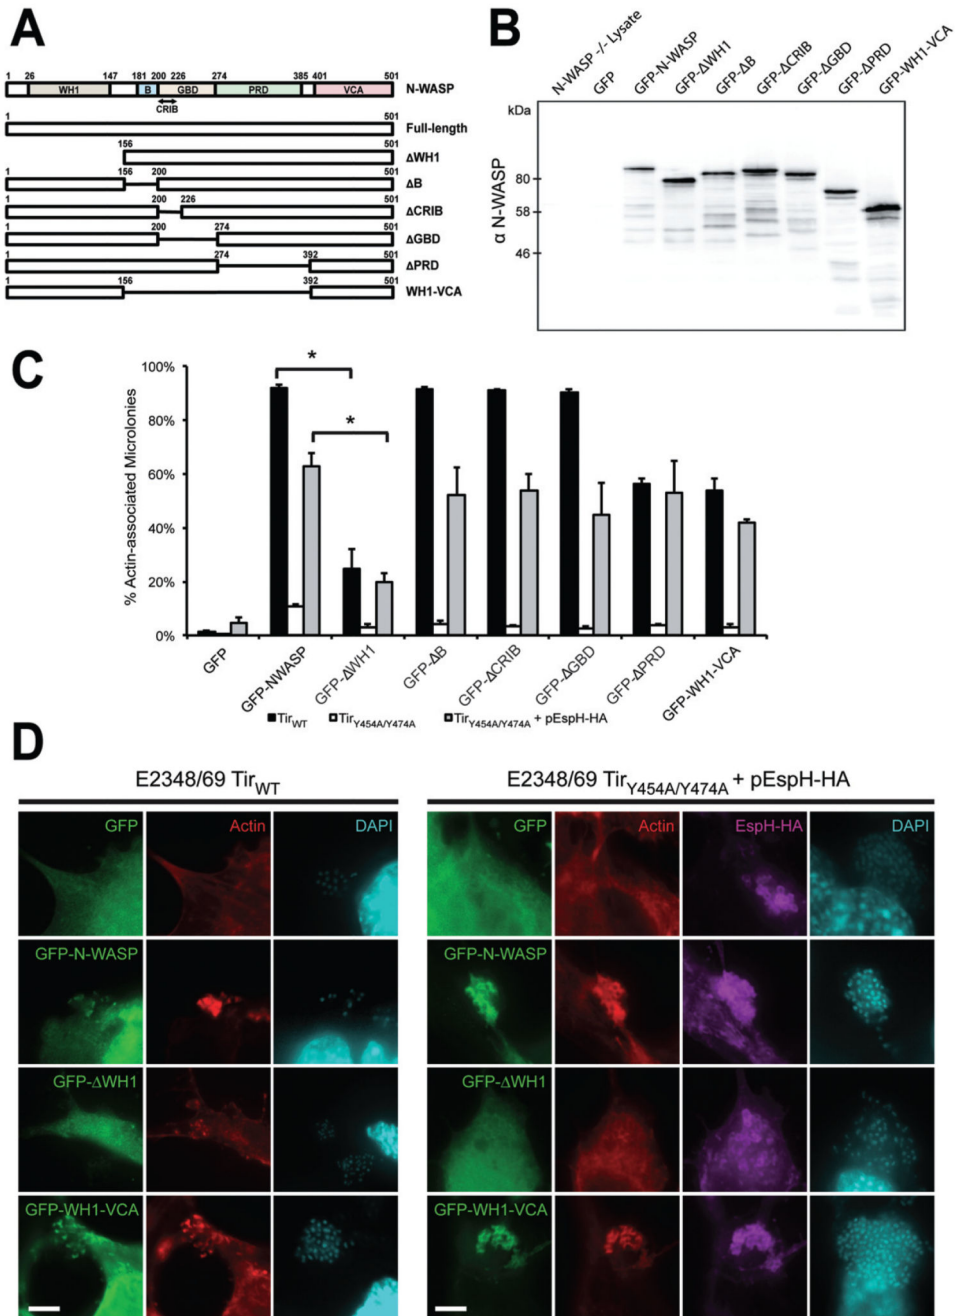 A
1 26 147 181 200 226 274 385 401 501
WH1 B GBD PRD VCA N-WASP
CRIB
1 501
Full-length
156 501
ΔWH1
1 156 200 501
ΔB
1 200 226 501
ΔCRIB
1 200 274 501
ΔGBD
1 274 392 501
ΔPRD
1 156 392 501
WH1-VCA
B
N-WASP -/- Lysate
GFP
GFP-N-WASP
GFP-ΔWH1
GFP-ΔB
GFP-ΔCRIB
GFP-ΔGBD
GFP-ΔPRD
GFP-WH1-VCA
kDa
80
58
46
α N-WASP
C
% Actin-associated Microlonies
100%
80%
60%
40%
20%
0%
*
*
GFP
GFP-NWASP
GFP-ΔWH1
GFP-ΔB
GFP-ΔCRIB
GFP-ΔGBD
GFP-ΔPRD
GFP-WH1-VCA
TirWT TirY454A/Y474A TirY454A/Y474A + pEspH-HA
D
E2348/69 TirWT
GFP Actin DAPI
GFP-N-WASP
GFP-ΔWH1
GFP-WH1-VCA
E2348/69 TirY454A/Y474A + pEspH-HA
GFP Actin EspH-HA DAPI
GFP-N-WASP
GFP-ΔWH1
GFP-WH1-VCA